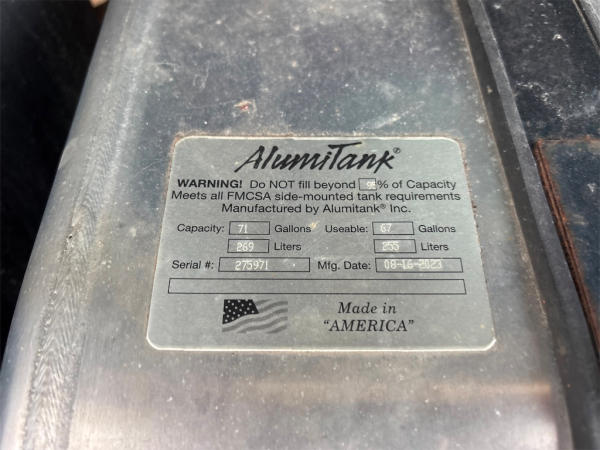 AlumiTank®
WARNING! Do NOT fill beyond 95% of Capacity
Meets all FMCSA side-mounted tank requirements
Manufactured by Alumitank® Inc.
Capacity: 71 Gallons Useable: 67 Gallons
269 Liters 255 Liters
Serial #: 275971 Mfg. Date: 08-16-2023
Made in
"AMERICA"